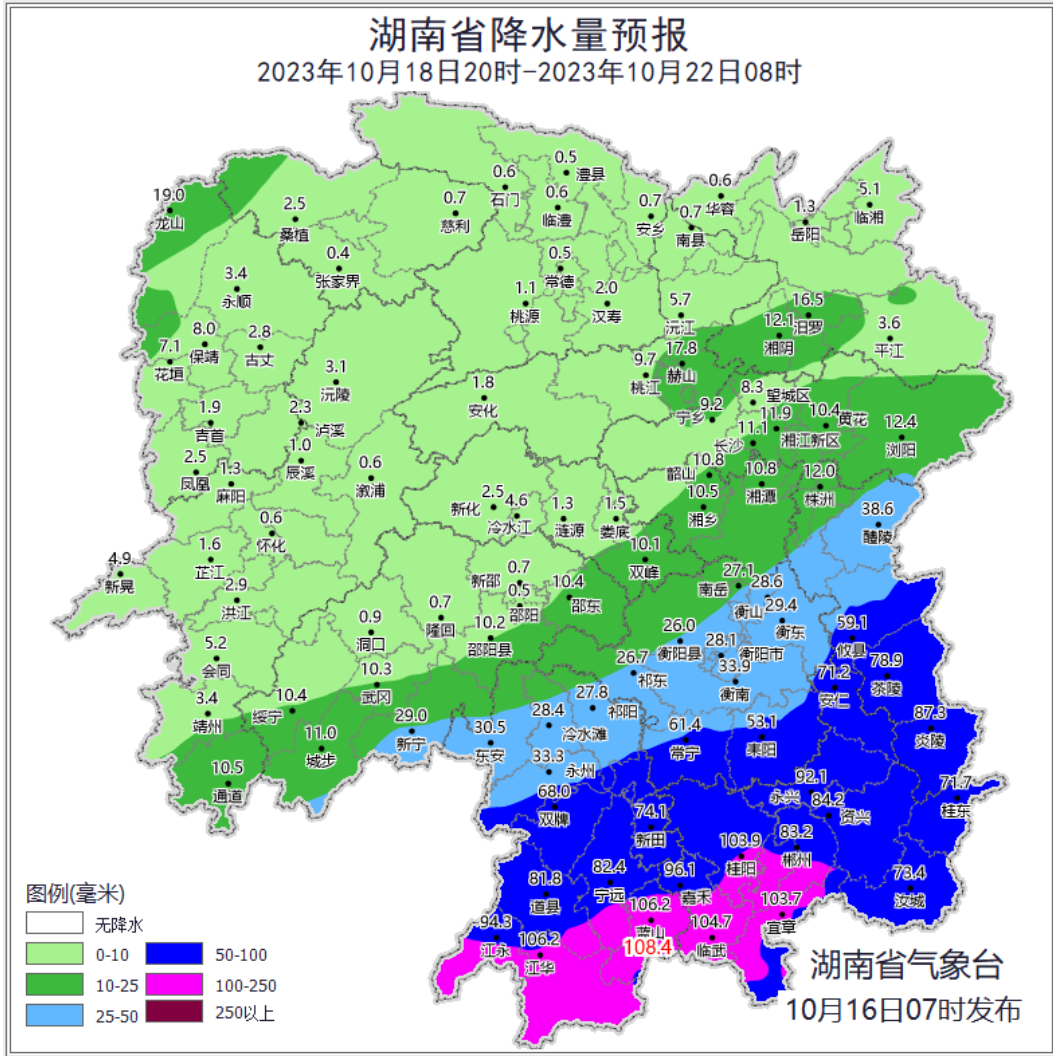 湖南省降水量预报
2023年10月18日20时-2023年10月22日08时
0.5
澧县
0.6
石门
0.6
临澧
0.7
慈利
0.7
安乡
0.6
华容
0.7
南县
1.3
岳阳
5.1
临湘
19.0
龙山
2.5
桑植
0.4
张家界
0.5
常德
3.4
永顺
1.1
桃源
2.0
汉寿
5.7
沅江
16.5
汨罗
12.1
湘阴
3.6
平江
8.0
保靖
2.8
古丈
7.1
花垣
3.1
沅陵
9.7
桃江
17.8
赫山
1.8
安化
9.2
宁乡
8.3
望城区
11.9
湘江新区
10.4
黄花
11.1
长沙
12.4
浏阳
1.9
吉首
2.3
泸溪
1.0
辰溪
2.5
凤凰
1.3
麻阳
0.6
溆浦
10.8
韶山
10.8
湘潭
12.0
株洲
10.5
湘乡
2.5
新化
4.6
冷水江
1.3
涟源
1.5
娄底
38.6
醴陵
0.6
怀化
1.6
芷江
4.9
新晃
10.1
双峰
27.1
南岳
28.6
衡山
29.4
衡东
2.9
洪江
0.7
新邵
0.5
邵阳
10.4
邵东
0.9
洞口
0.7
隆回
10.2
邵阳县
26.0
衡阳县
28.1
衡阳市
59.1
攸县
5.2
会同
26.7
祁东
33.9
衡南
71.2
安仁
78.9
茶陵
10.3
武冈
3.4
靖州
10.4
绥宁
27.8
祁阳
29.0
新宁
28.4
冷水滩
61.4
常宁
53.1
耒阳
87.3
炎陵
11.0
城步
30.5
东安
33.3
永州
10.5
通道
92.1
永兴
84.2
资兴
71.7
桂东
68.0
双牌
74.1
新田
103.9
桂阳
83.2
郴州
81.8
道县
82.4
宁远
96.1
嘉禾
73.4
汝城
106.2
蓝山
104.7
临武
103.7
宜章
94.3
江永
106.2
江华
108.4
图例(毫米)
无降水
0-10
50-100
10-25
100-250
25-50
250以上
湖南省气象台
10月16日07时发布